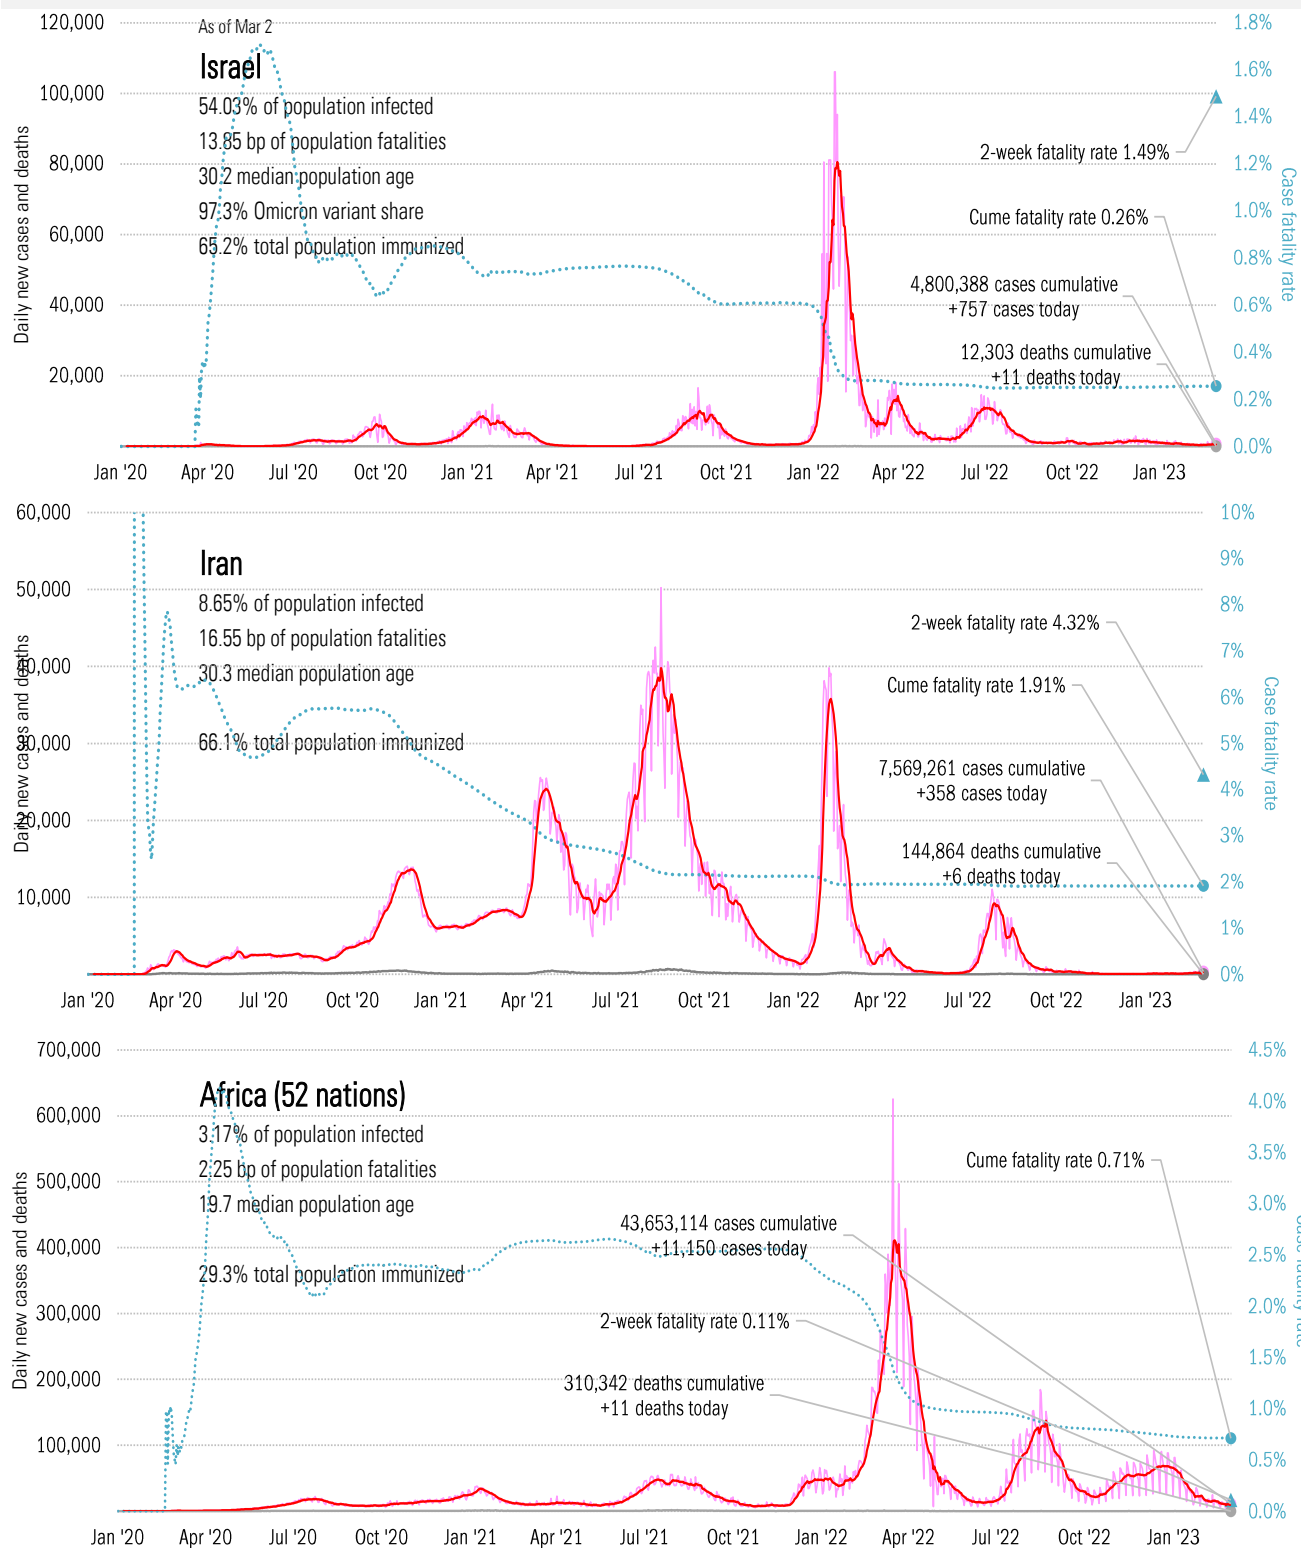 As of Mar 2
Israel
54.03% of population infected
13.85 bp of population fatalities
30.2 median population age
97.3% Omicron variant share
65.2% total population immunized
Daily new cases and deaths
120,000
100,000
80,000
60,000
40,000
20,000
1.8%
1.6%
1.4%
1.2%
1.0%
0.8%
0.6%
0.4%
0.2%
0.0%
Case fatality rate
2-week fatality rate 1.49%
Cume fatality rate 0.26%
4,800,388 cases cumulative
+757 cases today
12,303 deaths cumulative
+11 deaths today
Jan '20 Apr '20 Jul '20 Oct '20 Jan '21 Apr '21 Jul '21 Oct '21 Jan '22 Apr '22 Jul '22 Oct '22 Jan '23
Iran
8.65% of population infected
16.55 bp of population fatalities
30.3 median population age
66.1% total population immunized
Daily new cases and deaths
60,000
50,000
40,000
30,000
20,000
10,000
10%
9%
8%
7%
6%
5%
4%
3%
2%
1%
0%
Case fatality rate
2-week fatality rate 4.32%
Cume fatality rate 1.91%
7,569,261 cases cumulative
+358 cases today
144,864 deaths cumulative
+6 deaths today
Jan '20 Apr '20 Jul '20 Oct '20 Jan '21 Apr '21 Jul '21 Oct '21 Jan '22 Apr '22 Jul '22 Oct '22 Jan '23
Africa (52 nations)
3.17% of population infected
2.25 bp of population fatalities
19.7 median population age
29.3% total population immunized
Daily new cases and deaths
700,000
600,000
500,000
400,000
300,000
200,000
100,000
4.5%
4.0%
3.5%
3.0%
2.5%
2.0%
1.5%
1.0%
0.5%
0.0%
Case fatality rate
Cume fatality rate 0.71%
43,653,114 cases cumulative
+11,150 cases today
2-week fatality rate 0.11%
310,342 deaths cumulative
+11 deaths today
Jan '20 Apr '20 Jul '20 Oct '20 Jan '21 Apr '21 Jul '21 Oct '21 Jan '22 Apr '22 Jul '22 Oct '22 Jan '23